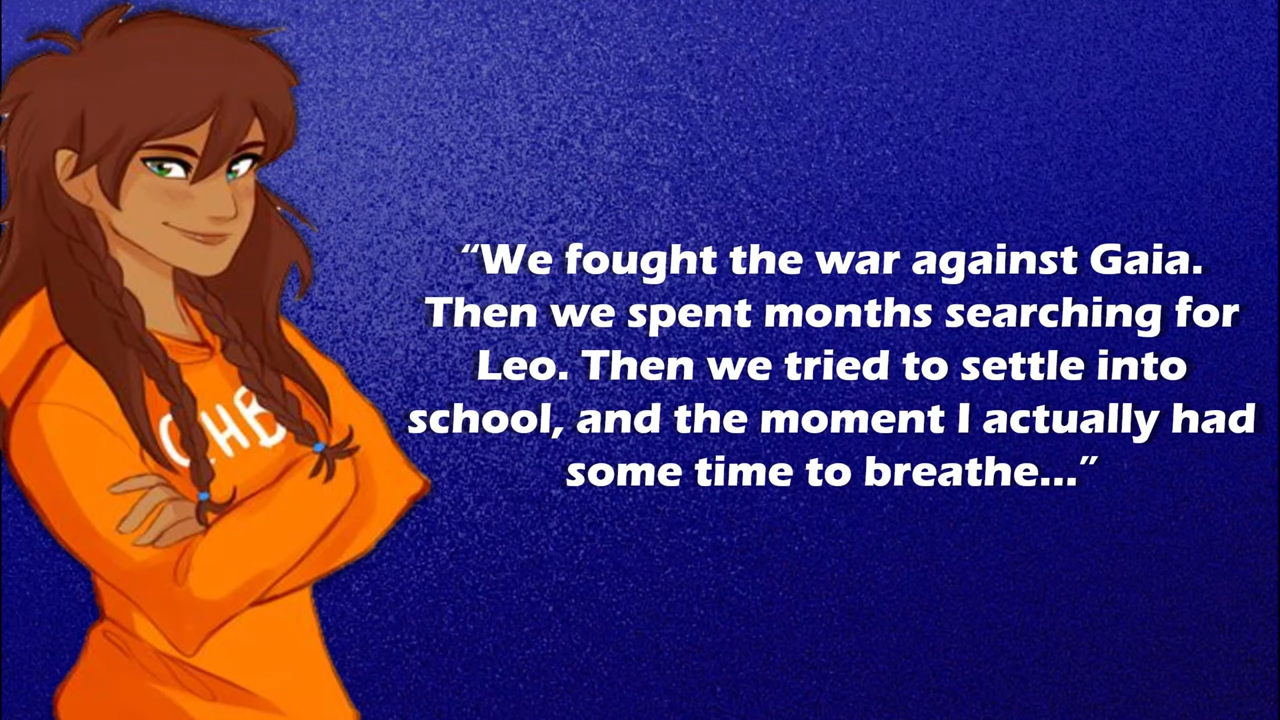 CHB
“We fought the war against Gaia.
Then we spent months searching for
Leo. Then we tried to settle into
school, and the moment I actually had
some time to breathe...”